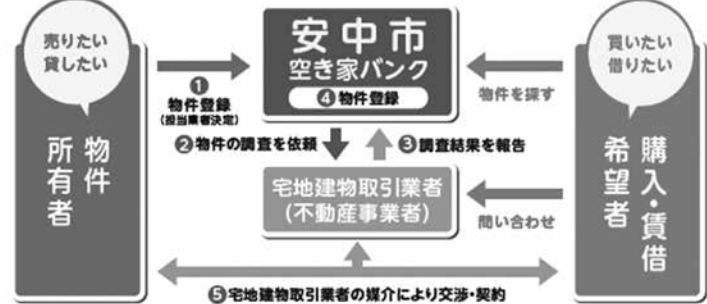 売りたい
貸したい
物件
所有者
❶
物件登録
(担当業者決定)
安中市
空き家バンク
❹物件登録
❷物件の調査を依頼
❸調査結果を報告
宅地建物取引業者
(不動産事業者)
物件を探す
問い合わせ
買いたい
借りたい
購入・賃借
希望者
❺宅地建物取引業者の媒介により交渉・契約